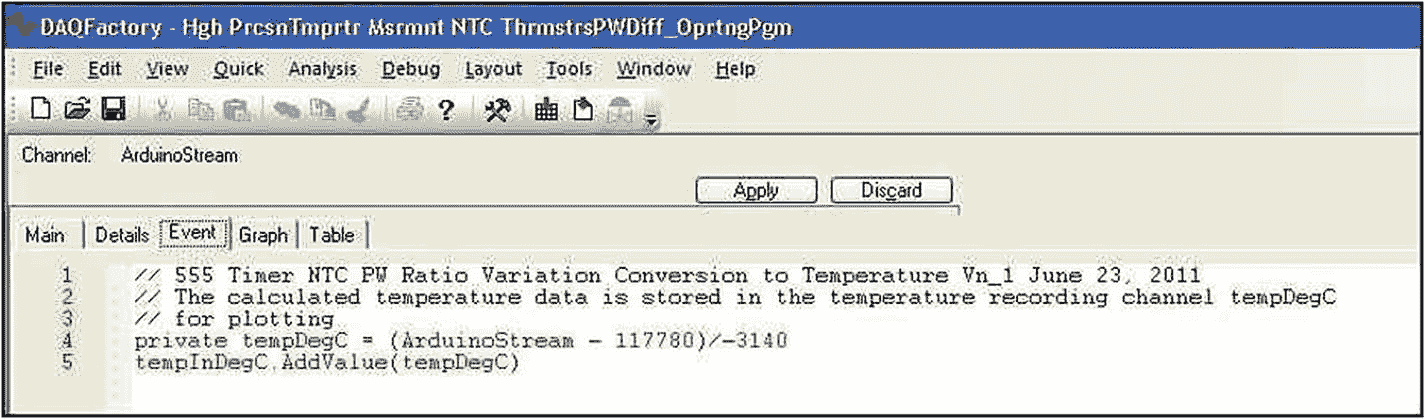 DAQFactory - Hgh PrcsnTmprtr Msrmnt NTC ThrmstrsPWDiff_OprtngPgm
File Edit View Quick Analysis Debug Layout Tools Window Help
Channel: ArduinoStream
Apply Discard
Main Details Event Graph Table
1 // 555 Timer NTC PW Ratio Variation Conversion to Temperature Vn_1 June 23, 2011
2 // The calculated temperature data is stored in the temperature recording channel tempDegC
3 // for plotting
4 private tempDegC = (ArduinoStream - 117780)/-3140
5 tempInDegC.AddValue(tempDegC)